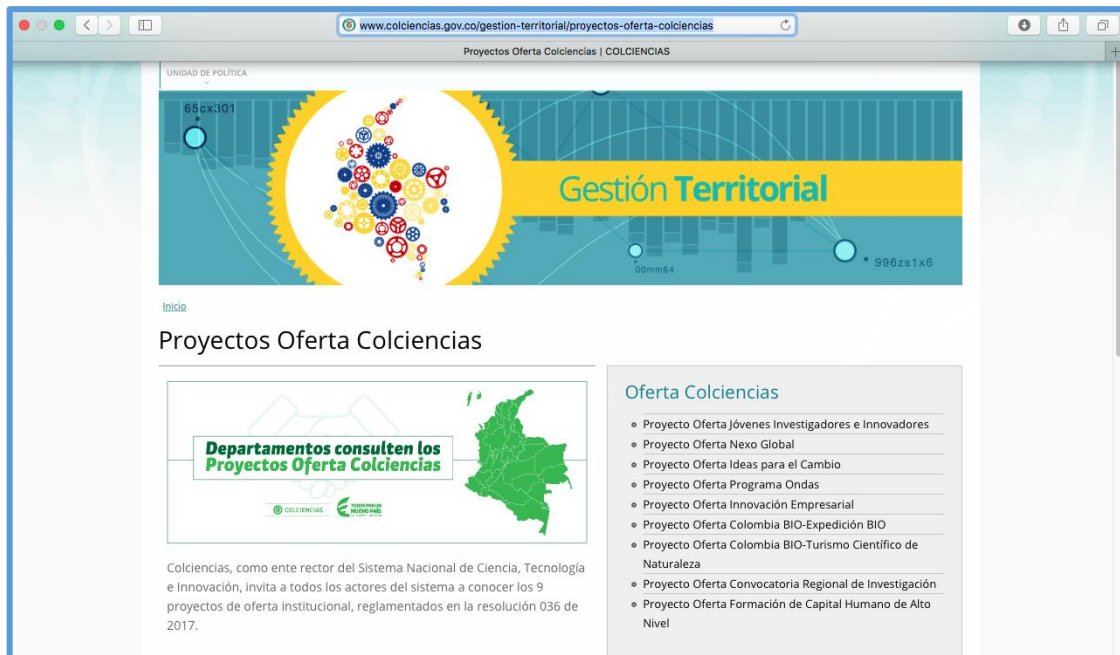 www.colciencias.gov.co/gestion-territorial/proyectos-oferta-colciencias
Proyectos Oferta Colciencias | COLCIENCIAS
UNIDAD DE POLÍTICA
65cx301
Gestión Territorial
00mm84
996zs1x6
Inicio
Proyectos Oferta Colciencias
Departamentos consulten los
Proyectos Oferta Colciencias
COLCIENCIAS
TODOS POR UN
NUEVO PAÍS
Colciencias, como ente rector del Sistema Nacional de Ciencia, Tecnología
e Innovación, invita a todos los actores del sistema a conocer los 9
proyectos de oferta institucional, reglamentados en la resolución 036 de
2017.
Oferta Colciencias
Proyecto Oferta Jóvenes Investigadores e Innovadores
Proyecto Oferta Nexo Global
Proyecto Oferta Ideas para el Cambio
Proyecto Oferta Programa Ondas
Proyecto Oferta Innovación Empresarial
Proyecto Oferta Colombia BIO-Expedición BIO
Proyecto Oferta Colombia BIO-Turismo Científico de
Naturaleza
Proyecto Oferta Convocatoria Regional de Investigación
Proyecto Oferta Formación de Capital Humano de Alto
Nivel